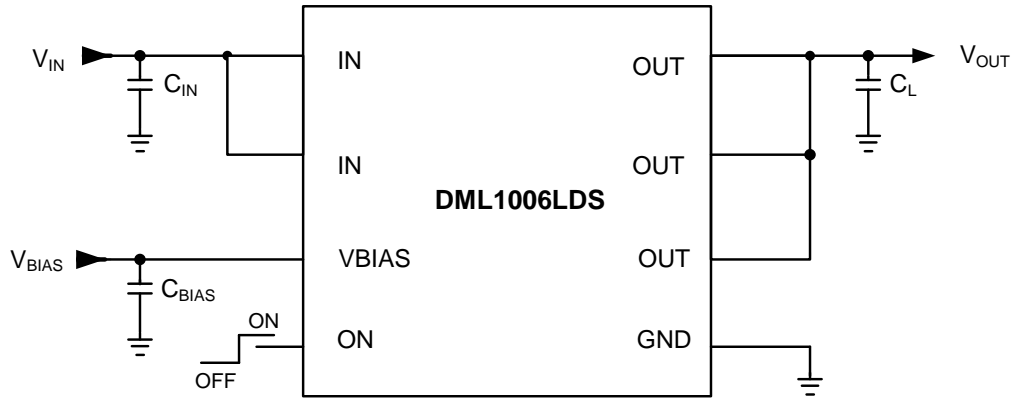 V_IN
C_IN
IN
OUT
C_L
V_OUT
IN
OUT
DML1006LDS
V_BIAS
C_BIAS
VBIAS
OUT
ON
OFF
ON
GND